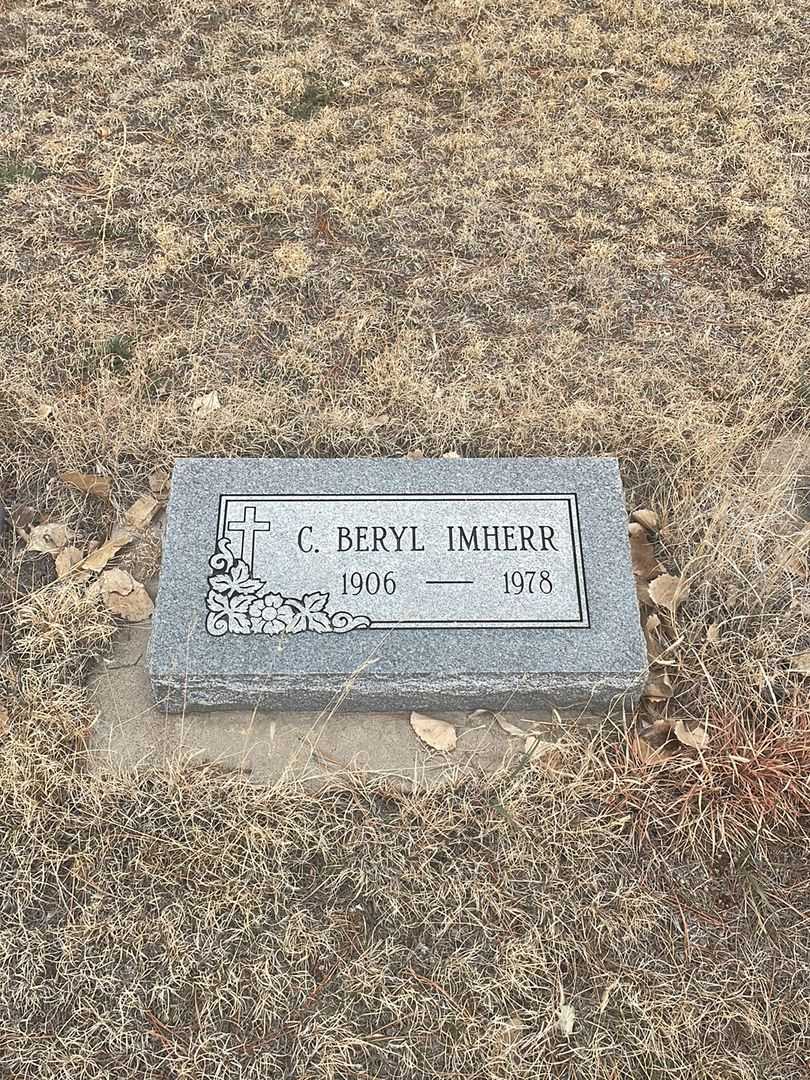 C. BERYL IMHERR
1906 — 1978